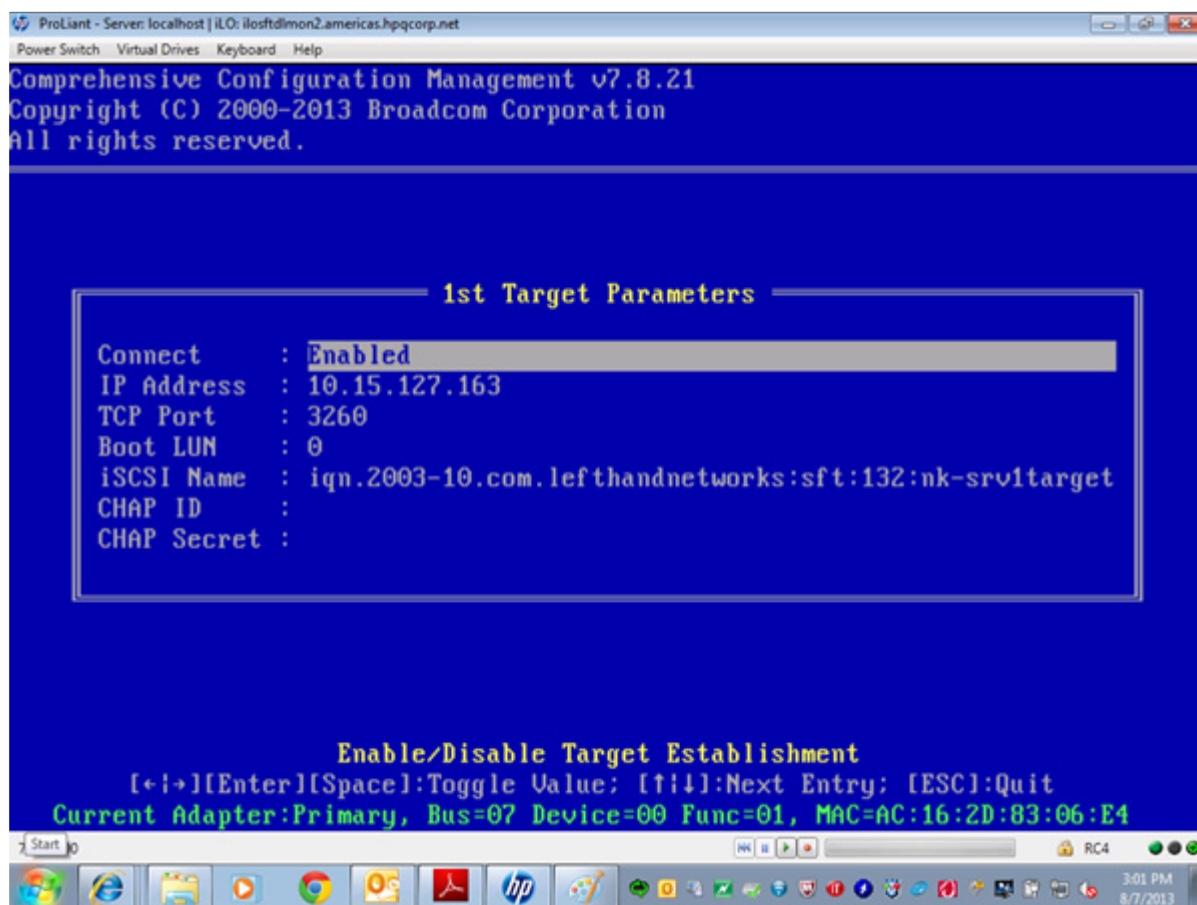 ProLiant - Server: localhost | iLO: ilosftdlmon2.americas.hpqcorp.net
Power Switch Virtual Drives Keyboard Help
Comprehensive Configuration Management v7.8.21
Copyright (C) 2000-2013 Broadcom Corporation
All rights reserved.
1st Target Parameters
Connect : Enabled
IP Address : 10.15.127.163
TCP Port : 3260
Boot LUN : 0
iSCSI Name : iqn.2003-10.com.lefthandnetworks:sft:132:nk-srv1target
CHAP ID :
CHAP Secret :
Enable/Disable Target Establishment
[←|→][Enter][Space]:Toggle Value; [↑|↓]:Next Entry; [ESC]:Quit
Current Adapter:Primary, Bus=07 Device=00 Func=01, MAC=AC:16:2D:83:06:E4
Start
RC4
hp
3:01 PM
8/7/2013